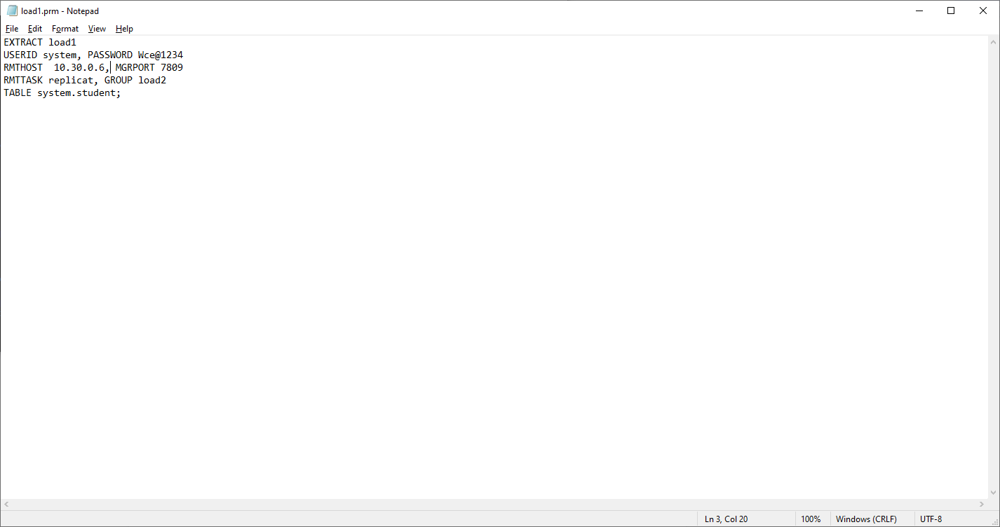 load1.prm - Notepad
File Edit Format View Help
EXTRACT load1
USERID system, PASSWORD Wce@1234
RMTHOST  10.30.0.6, MGRPORT 7809
RMTTASK replicat, GROUP load2
TABLE system.student;
Ln 3, Col 20 100% Windows (CRLF) UTF-8